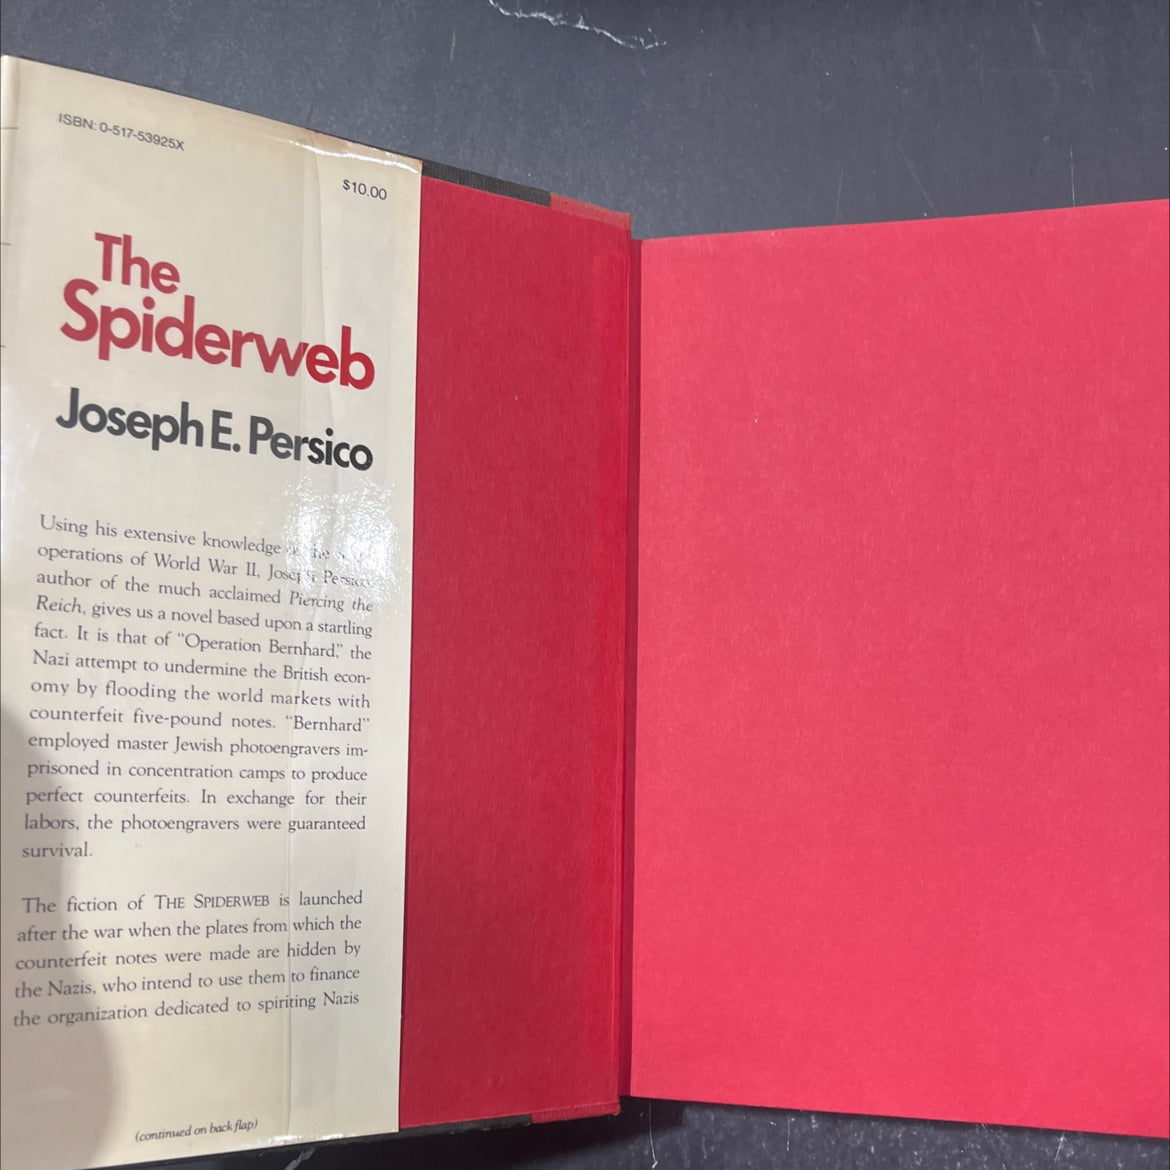 ISBN: 0-517-53925X
$10.00
The
Spiderweb
Joseph E. Persico
Using his extensive knowledge
operations of World War II, Joseph Persico,
author of the much acclaimed Piercing the
Reich, gives us a novel based upon a startling
fact. It is that of “Operation Bernhard,” the
Nazi attempt to undermine the British econ-
omy by flooding the world markets with
counterfeit five-pound notes. “Bernhard”
employed master Jewish photoengravers im-
prisoned in concentration camps to produce
perfect counterfeits. In exchange for their
labors, the photoengravers were guaranteed
survival.
The fiction of THE SPIDERWEB is launched
after the war when the plates from which the
counterfeit notes were made are hidden by
the Nazis, who intend to use them to finance
the organization dedicated to spiriting Nazis
(continued on back flap)